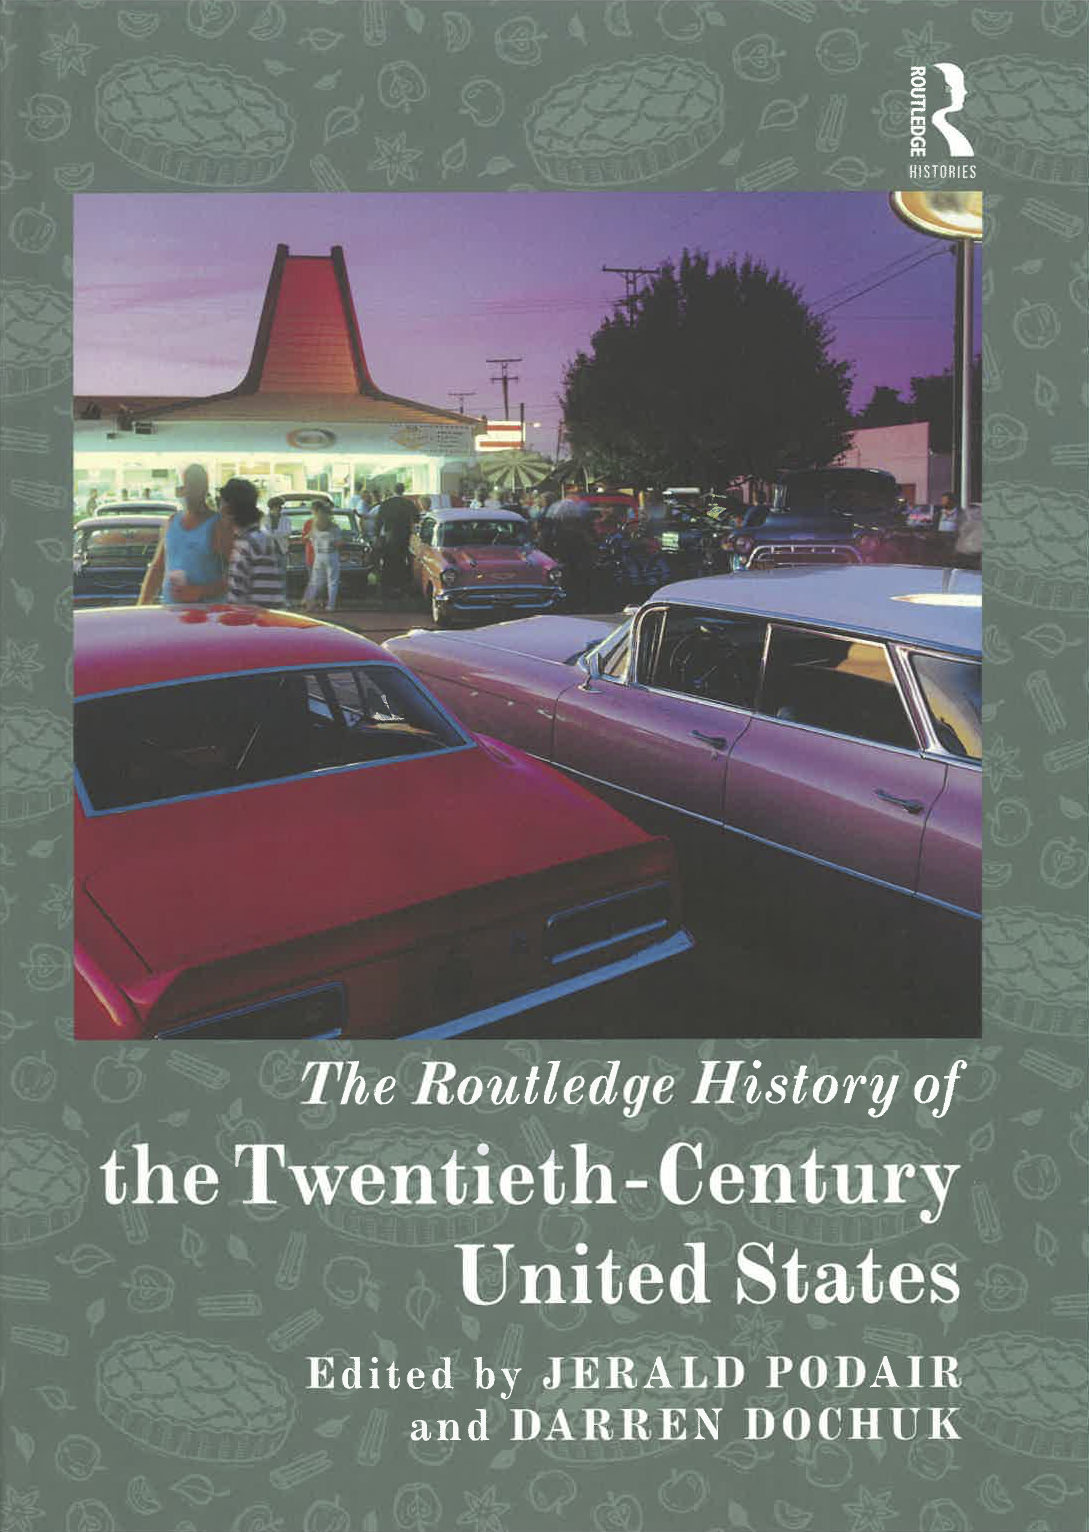 ROUTLEDGE
HISTORIES
The Routledge History of
the Twentieth-Century
United States
Edited by JERALD PODAIR
and DARREN DOCHUK